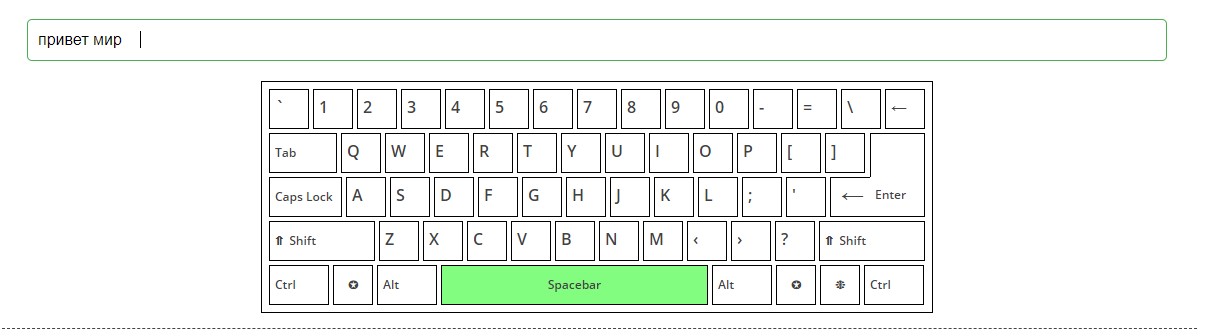 привет мир
` 1 2 3 4 5 6 7 8 9 0 - = \ ←
Tab Q W E R T Y U I O P [ ]
Caps Lock A S D F G H J K L ; ' ← Enter
⇧ Shift Z X C V B N M ‹ › ? ⇧ Shift
Ctrl ✪ Alt Spacebar Alt ✪ ❉ Ctrl